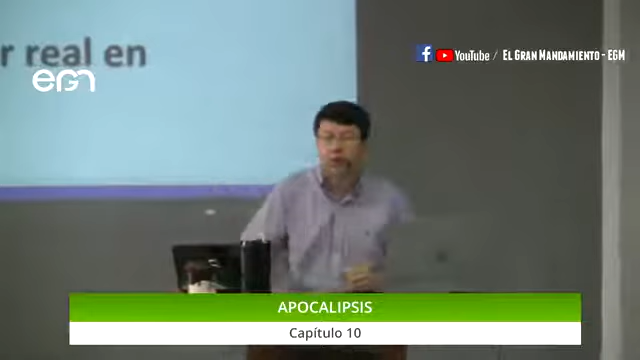 r real en
EGM
YouTube / El Gran Mandamiento - EGM
APOCALIPSIS
Capítulo 10